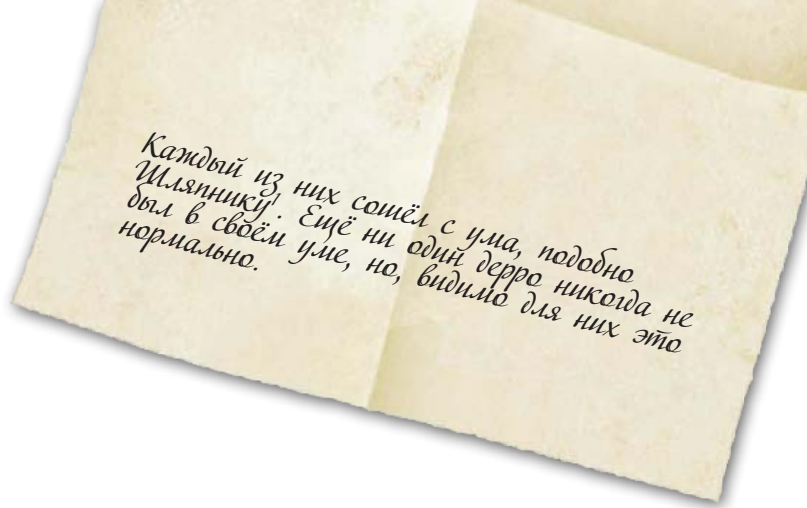 Каждый из них сошёл с ума, подобно
Шляпнику! Ещё ни один дерро никогда не
был в своём уме, но, видимо для них это
нормально.